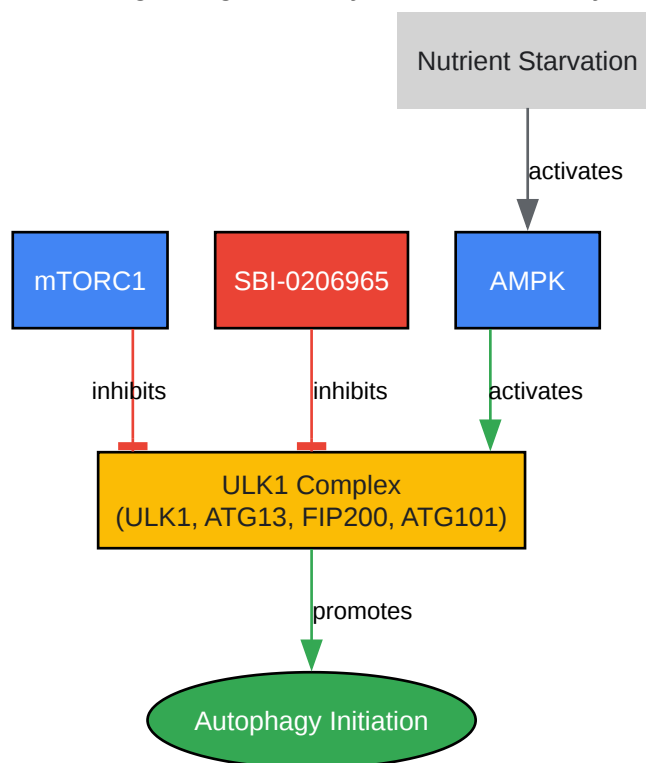 Nutrient Starvation
activates
mTORC1
SBI-0206965
AMPK
inhibits
inhibits
activates
ULK1 Complex
(ULK1, ATG13, FIP200, ATG101)
promotes
Autophagy Initiation